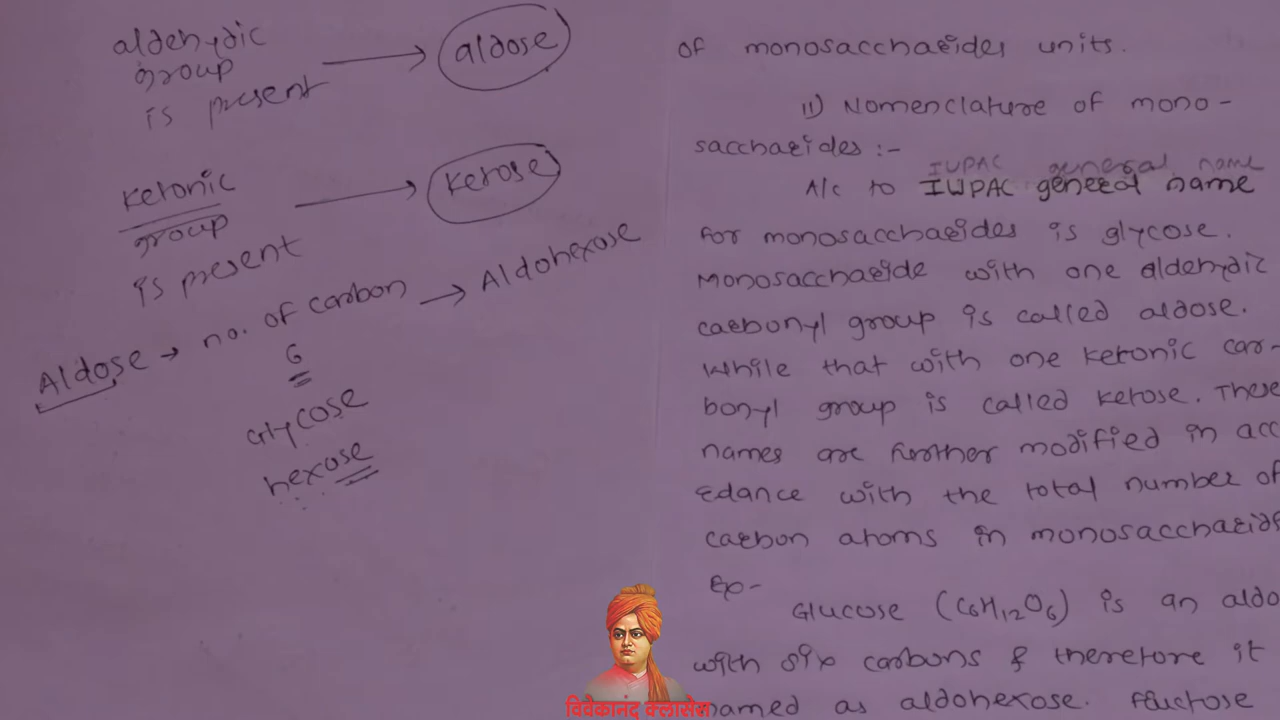 aldehydic
group
is present → aldose
ketonic
group
is present → ketose
Aldose → no. of carbon → Aldohexose
6
Glycose
hexose
of monosaccharides units.
11) Nomenclature of mono-
saccharides :-
IUPAC general name
A/c to IUPAC general name
for monosaccharides is glycose.
Monosaccharide with one aldehydic
carbonyl group is called aldose.
While that with one ketonic car-
bonyl group is called ketose. These
names are further modified in acc
rdance with the total number of
carbon atoms in monosaccharid
Ex-
Glucose (C6H12O6) is an aldo
with six carbons & therefore it
named as aldohexose. Fructose
विवेकानंद क्लासेस